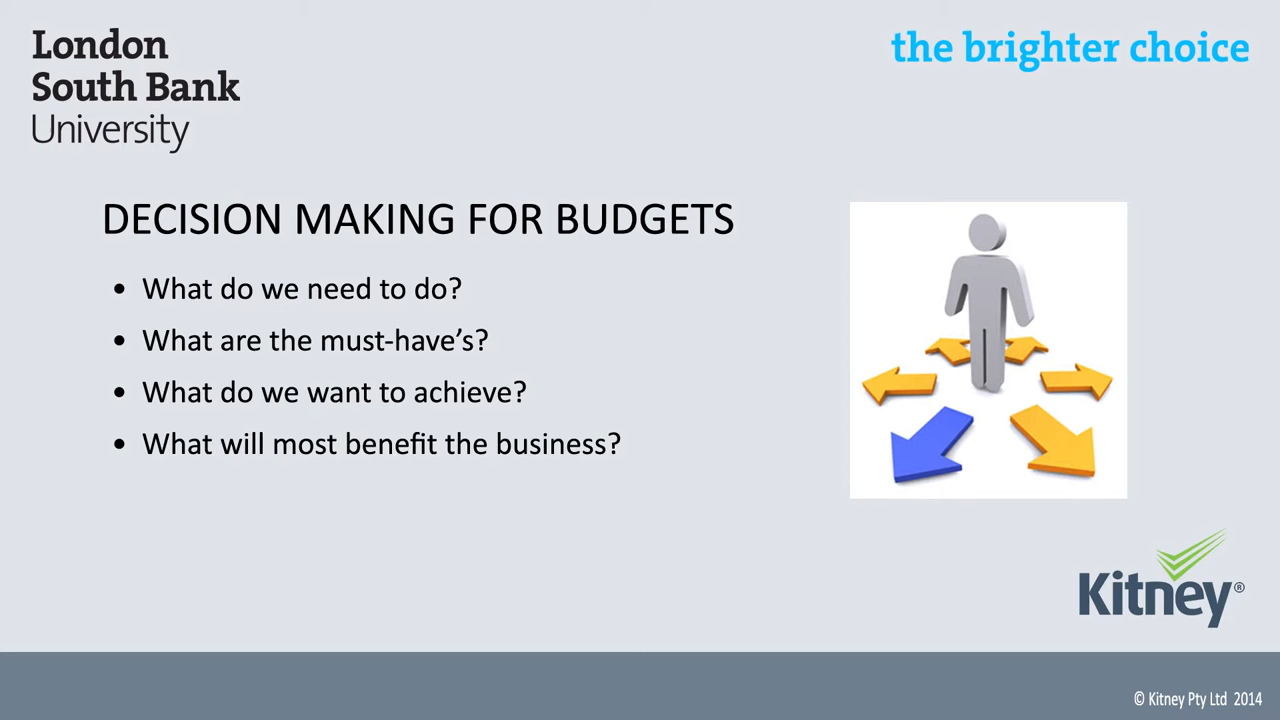 London
South Bank
University
the brighter choice
DECISION MAKING FOR BUDGETS
• What do we need to do?
• What are the must-have’s?
• What do we want to achieve?
• What will most benefit the business?
Kitney®
© Kitney Pty Ltd 2014